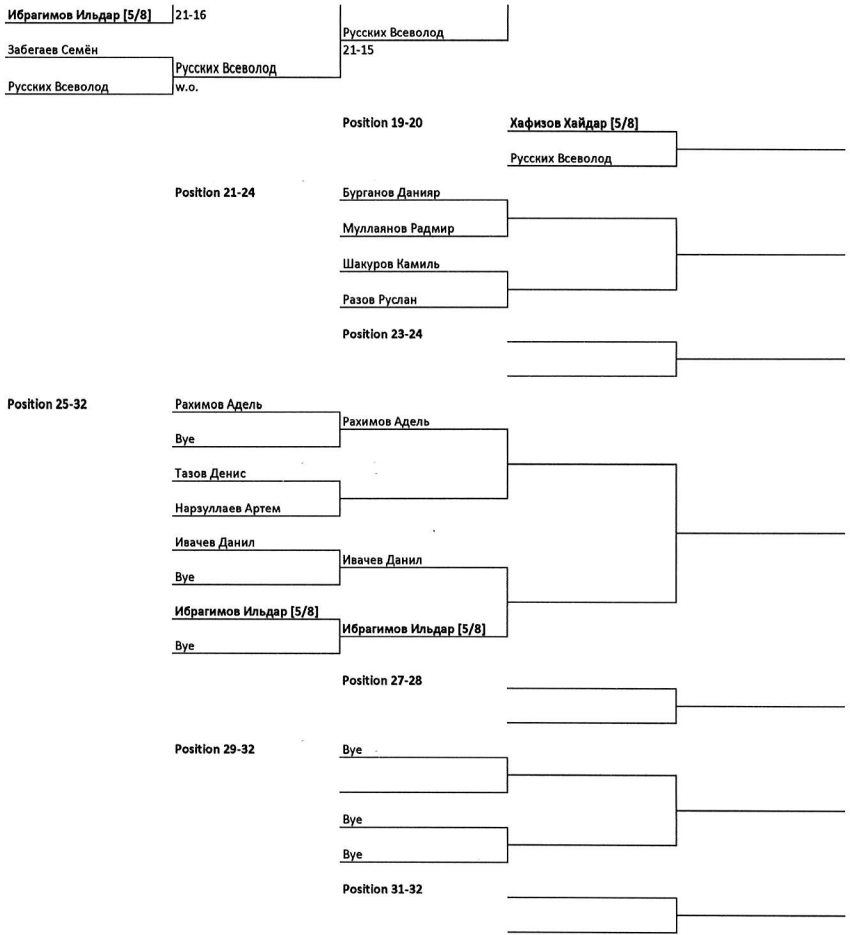 Ибрагимов Ильдар [5/8]
21-16
Русских Всеволод
21-15
Забегаев Семён
Русских Всеволод
Русских Всеволод
w.o.
Position 19-20
Хафизов Хайдар [5/8]
Русских Всеволод
Position 21-24
Бурганов Данияр
Муллаянов Радмир
Шакуров Камиль
Разов Руслан
Position 23-24
Position 25-32
Рахимов Адель
Рахимов Адель
Bye
Тазов Денис
Нарзуллаев Артем
Ивачев Данил
Ивачев Данил
Bye
Ибрагимов Ильдар [5/8]
Ибрагимов Ильдар [5/8]
Bye
Position 27-28
Position 29-32
Bye
Bye
Bye
Position 31-32